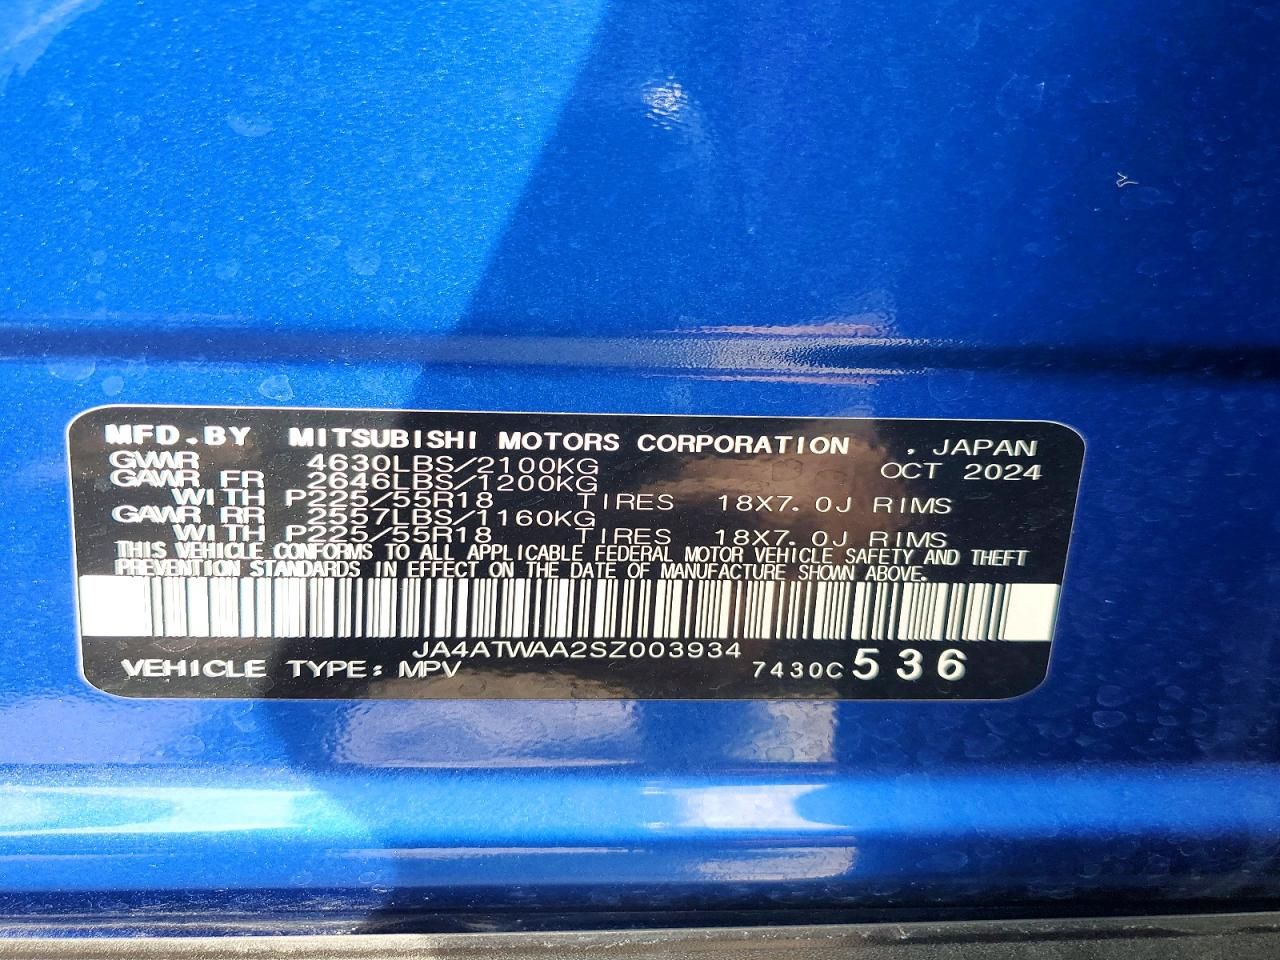 MFD.BY MITSUBISHI MOTORS CORPORATION , JAPAN
GVWR 4630LBS/2100KG OCT 2024
GAWR FR 2646LBS/1200KG
WITH P225/55R18 TIRES 18X7.0J RIMS
GAWR RR 2557LBS/1160KG
WITH P225/55R18 TIRES 18X7.0J RIMS
THIS VEHICLE CONFORMS TO ALL APPLICABLE FEDERAL MOTOR VEHICLE SAFETY AND THEFT
PREVENTION STANDARDS IN EFFECT ON THE DATE OF MANUFACTURE SHOWN ABOVE.
JA4ATWAA2SZ003934
VEHICLE TYPE: MPV 7430C 536